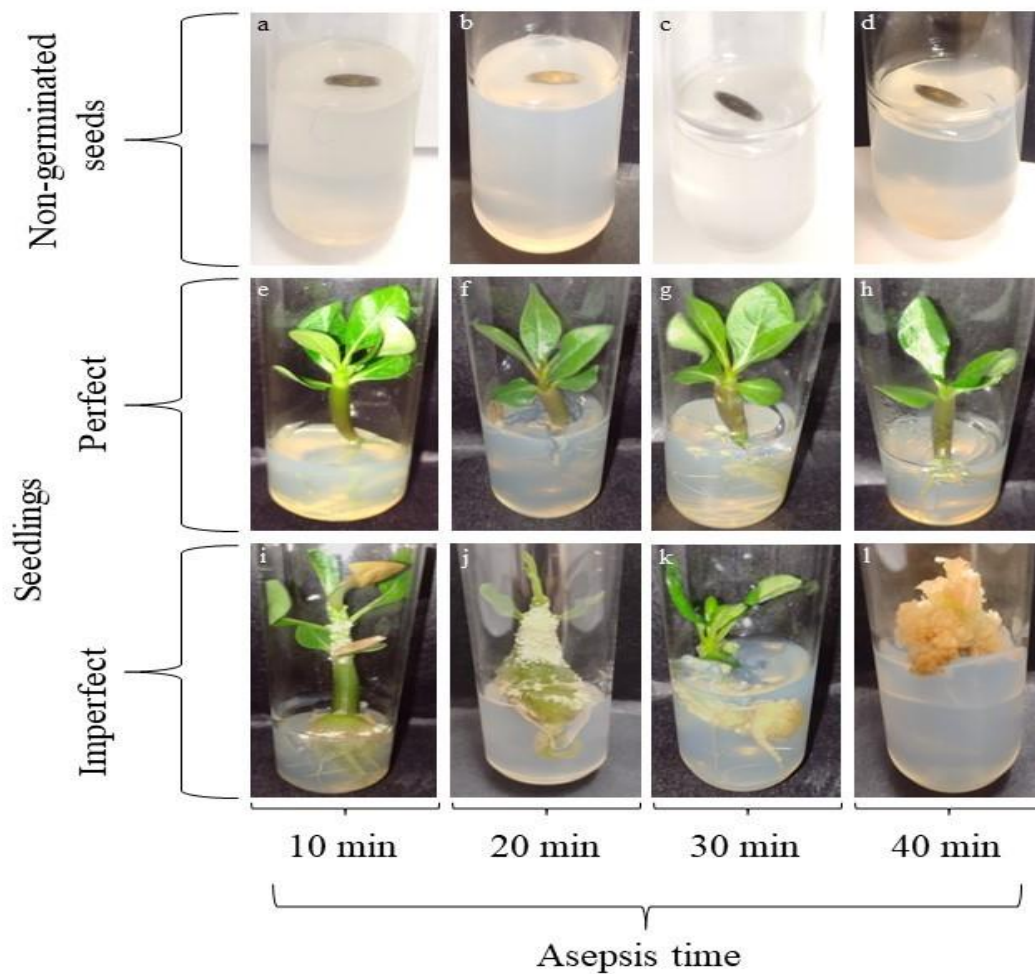 a b c d
Non-germinated
seeds
e f g h
Perfect
Seedlings
i j k l
Imperfect
10 min 20 min 30 min 40 min
Asepsis time